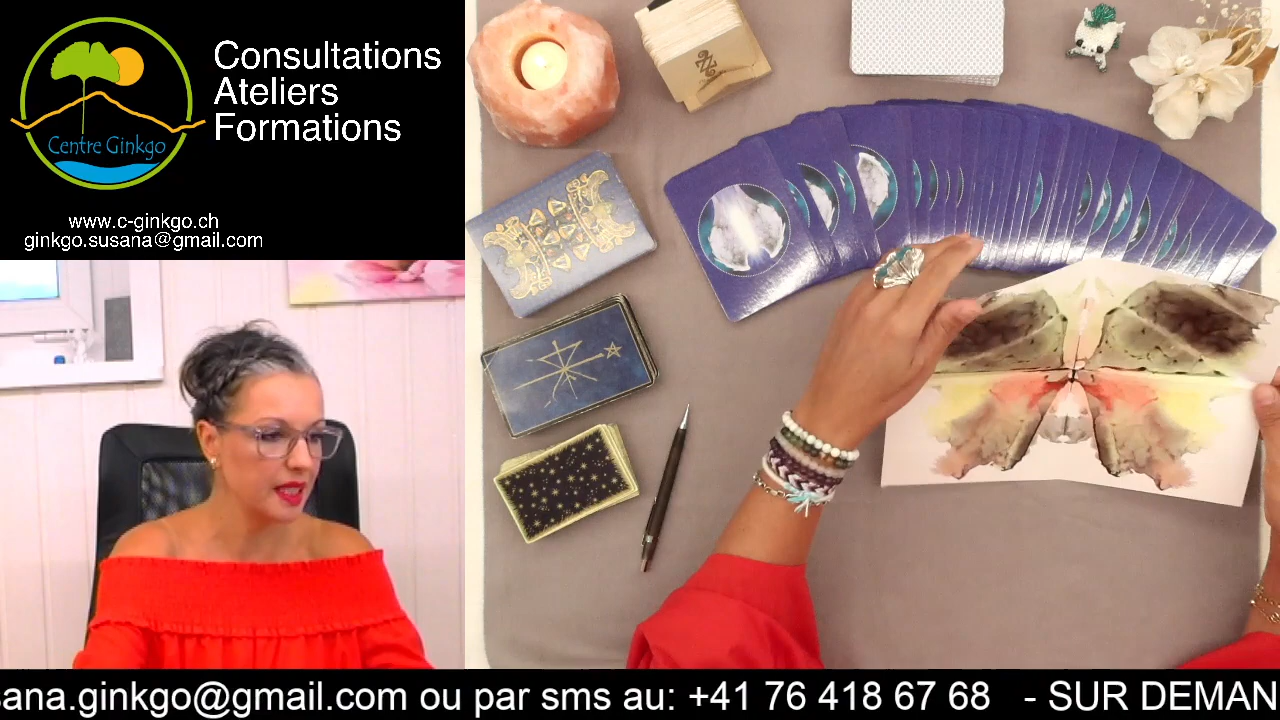 Consultations
Ateliers
Formations
Centre Ginkgo
www.c-ginkgo.ch
ginkgo.susana@gmail.com
sana.ginkgo@gmail.com ou par sms au: +41 76 418 67 68 - SUR DEMAN